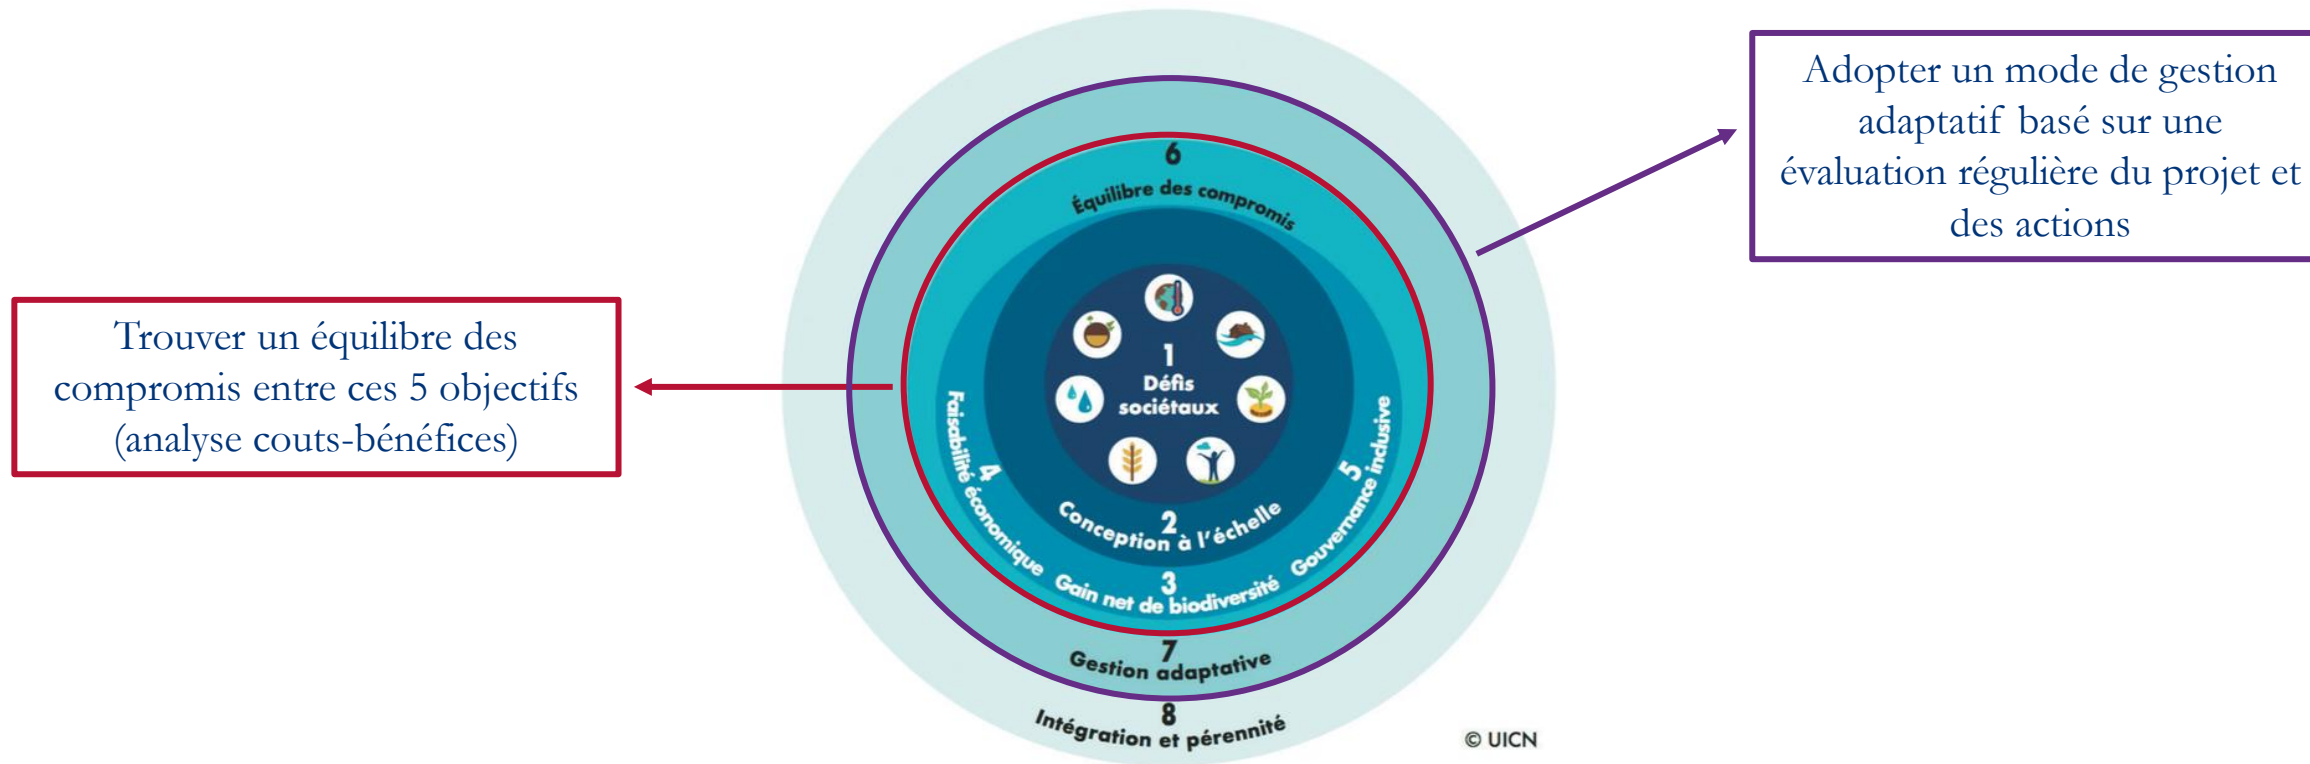 Trouver un équilibre des
compromis entre ces 5 objectifs
(analyse couts-bénéfices)
6
Équilibre des compromis
1
Défis
sociétaux
2
Conception à l'échelle
3
Gain net de biodiversité
4
Faisabilité économique
5
Gouvernance inclusive
7
Gestion adaptative
8
Intégration et pérennité
© UICN
Adopter un mode de gestion
adaptatif basé sur une
évaluation régulière du projet et
des actions